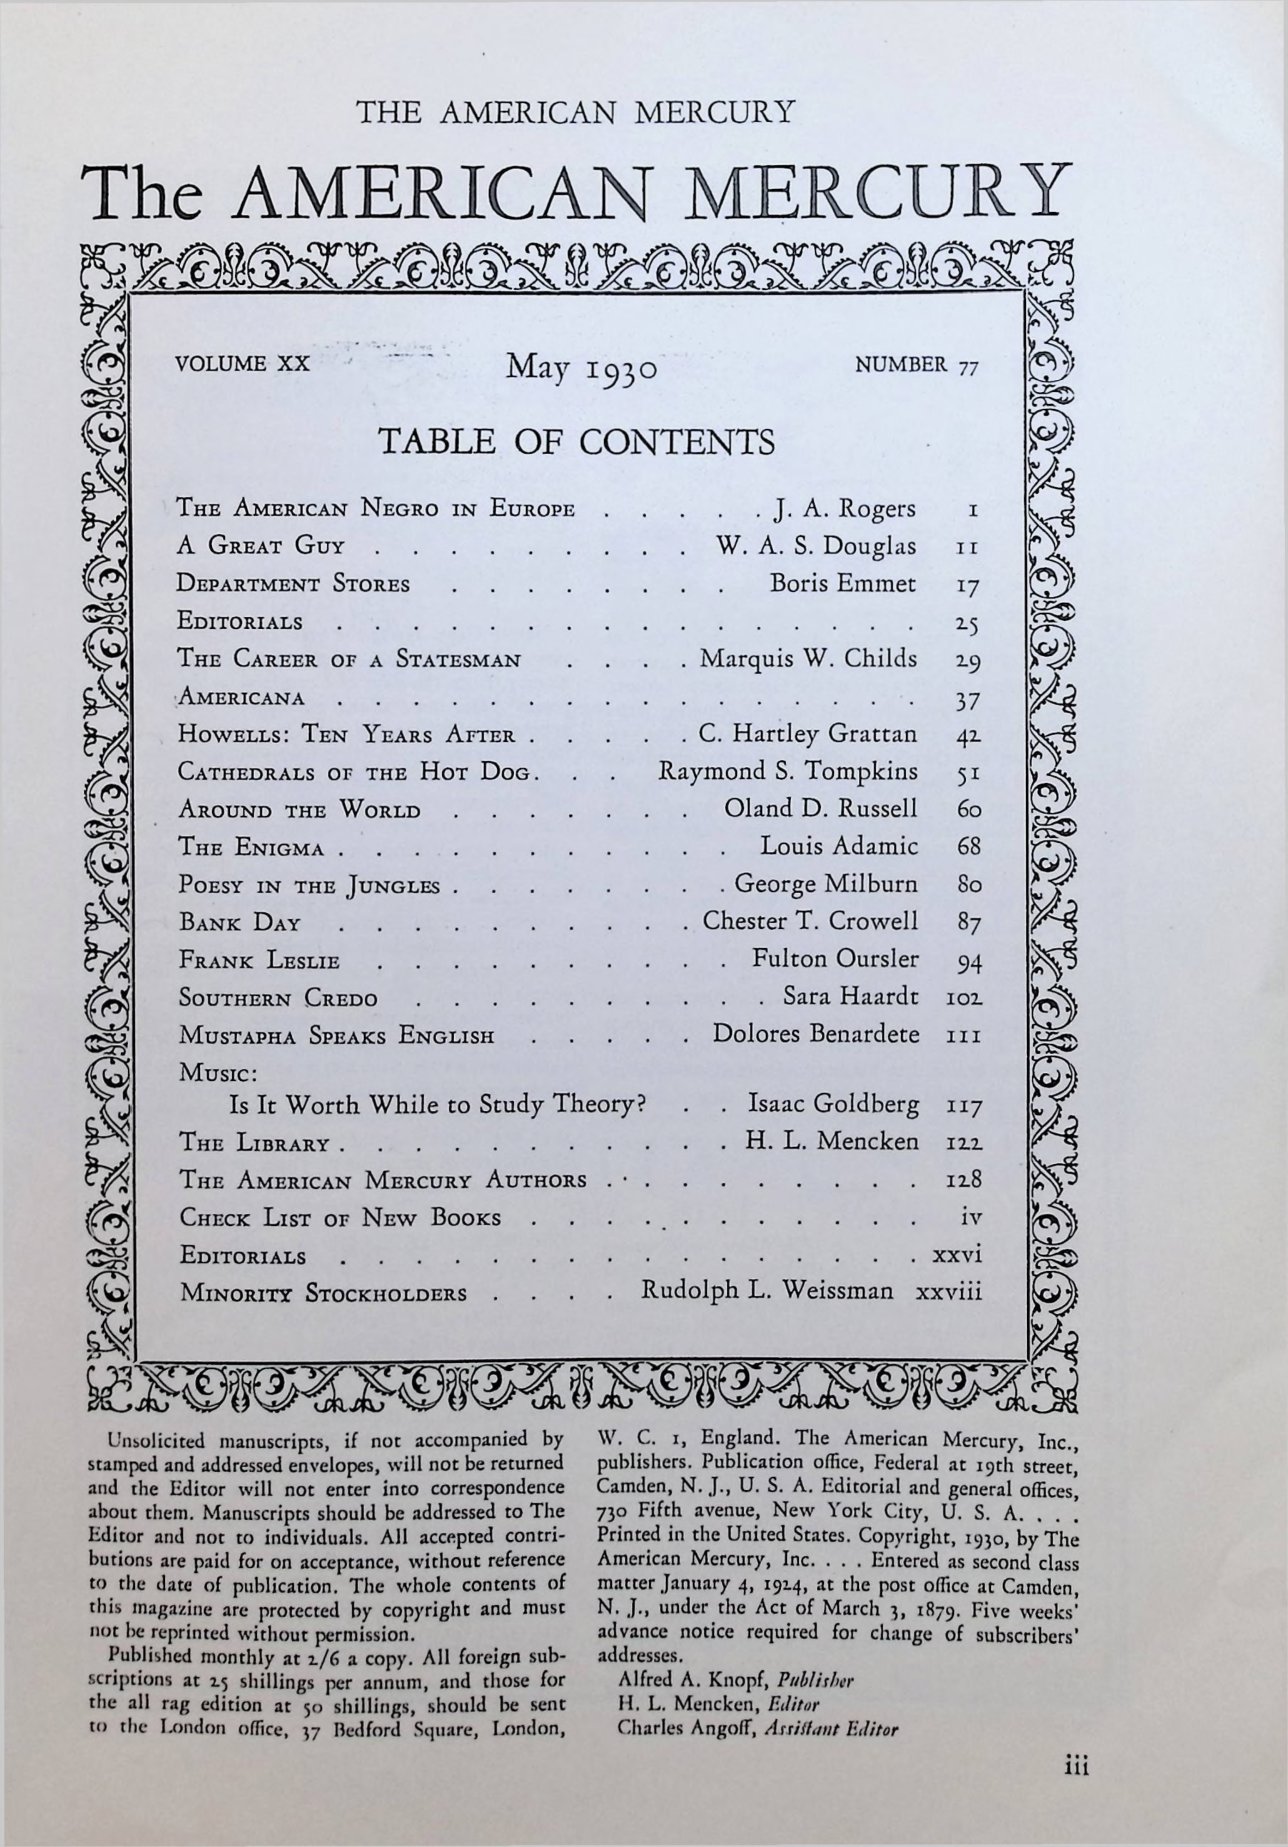 THE AMERICAN MERCURY
The AMERICAN MERCURY
VOLUME XX May 1930 NUMBER 77
TABLE OF CONTENTS
THE AMERICAN NEGRO IN EUROPE . . . . . J. A. Rogers 1
A GREAT GUY . . . . . . . . . W. A. S. Douglas 11
DEPARTMENT STORES . . . . . . . . Boris Emmet 17
EDITORIALS . . . . . . . . . . . . . . . . 25
THE CAREER OF A STATESMAN . . . . Marquis W. Childs 29
AMERICANA . . . . . . . . . . . . . . . . 37
HOWELLS: TEN YEARS AFTER . . . . . C. Hartley Grattan 42
CATHEDRALS OF THE HOT DOG . . . Raymond S. Tompkins 51
AROUND THE WORLD . . . . . . . Oland D. Russell 60
THE ENIGMA . . . . . . . . . . . Louis Adamic 68
POESY IN THE JUNGLES . . . . . . . . George Milburn 80
BANK DAY . . . . . . . . . . Chester T. Crowell 87
FRANK LESLIE . . . . . . . . . . Fulton Oursler 94
SOUTHERN CREDO . . . . . . . . . . Sara Haardt 102
MUSTAPHA SPEAKS ENGLISH . . . . . Dolores Benardete 111
MUSIC:
Is It Worth While to Study Theory? . . Isaac Goldberg 117
THE LIBRARY . . . . . . . . . . . H. L. Mencken 122
THE AMERICAN MERCURY AUTHORS . . . . . . . . . 128
CHECK LIST OF NEW BOOKS . . . . . . . . . . . iv
EDITORIALS . . . . . . . . . . . . . . . . xxvi
MINORITY STOCKHOLDERS . . . . Rudolph L. Weissman xxviii
Unsolicited manuscripts, if not accompanied by
stamped and addressed envelopes, will not be returned
and the Editor will not enter into correspondence
about them. Manuscripts should be addressed to The
Editor and not to individuals. All accepted contri-
butions are paid for on acceptance, without reference
to the date of publication. The whole contents of
this magazine are protected by copyright and must
not be reprinted without permission.
Published monthly at 2/6 a copy. All foreign sub-
scriptions at 25 shillings per annum, and those for
the all rag edition at 50 shillings, should be sent
to the London office, 37 Bedford Square, London,
W. C. 1, England. The American Mercury, Inc.,
publishers. Publication office, Federal at 19th street,
Camden, N. J., U. S. A. Editorial and general offices,
730 Fifth avenue, New York City, U. S. A. . . .
Printed in the United States. Copyright, 1930, by The
American Mercury, Inc. . . . Entered as second class
matter January 4, 1924, at the post office at Camden,
N. J., under the Act of March 3, 1879. Five weeks'
advance notice required for change of subscribers'
addresses.
Alfred A. Knopf, Publisher
H. L. Mencken, Editor
Charles Angoff, Assistant Editor
iii